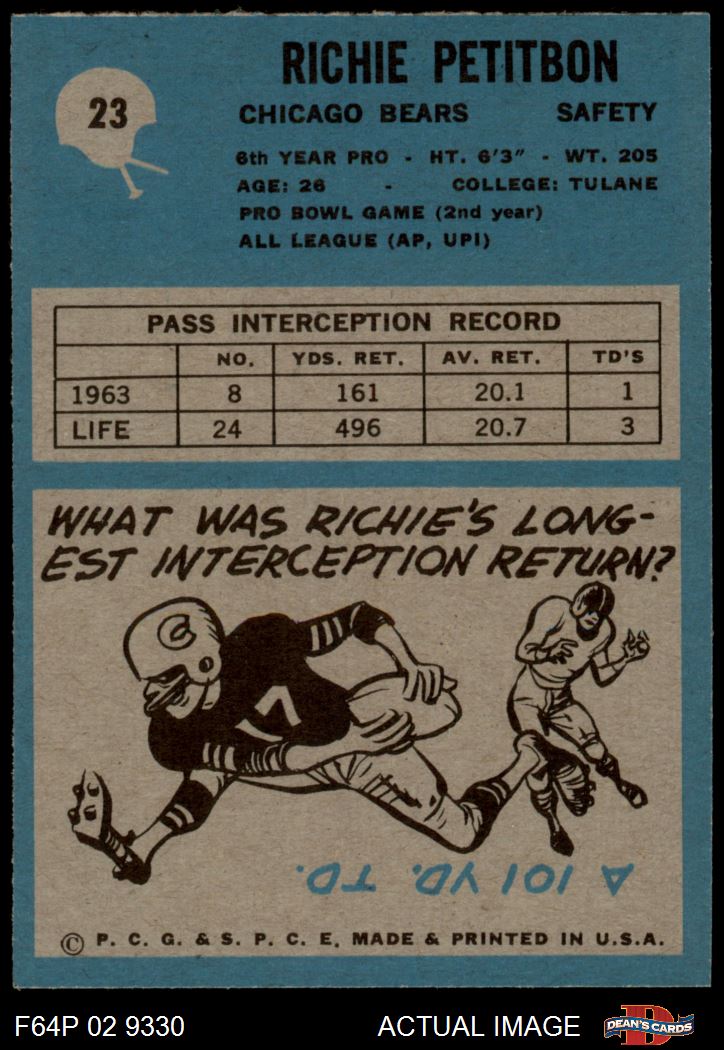 RICHIE PETITBON
23
CHICAGO BEARS SAFETY
6th YEAR PRO - HT. 6'3" - WT. 205
AGE: 26 - COLLEGE: TULANE
PRO BOWL GAME (2nd year)
ALL LEAGUE (AP, UPI)
PASS INTERCEPTION RECORD
NO. YDS. RET. AV. RET. TD'S
1963 8 161 20.1 1
LIFE 24 496 20.7 3
WHAT WAS RICHIE'S LONG-
EST INTERCEPTION RETURN?
C
7
A 101 YD. TD.
© P. C. G. & S. P. C. E. MADE & PRINTED IN U.S.A.
F64P 02 9330 ACTUAL IMAGE
D
DEAN'S CARDS